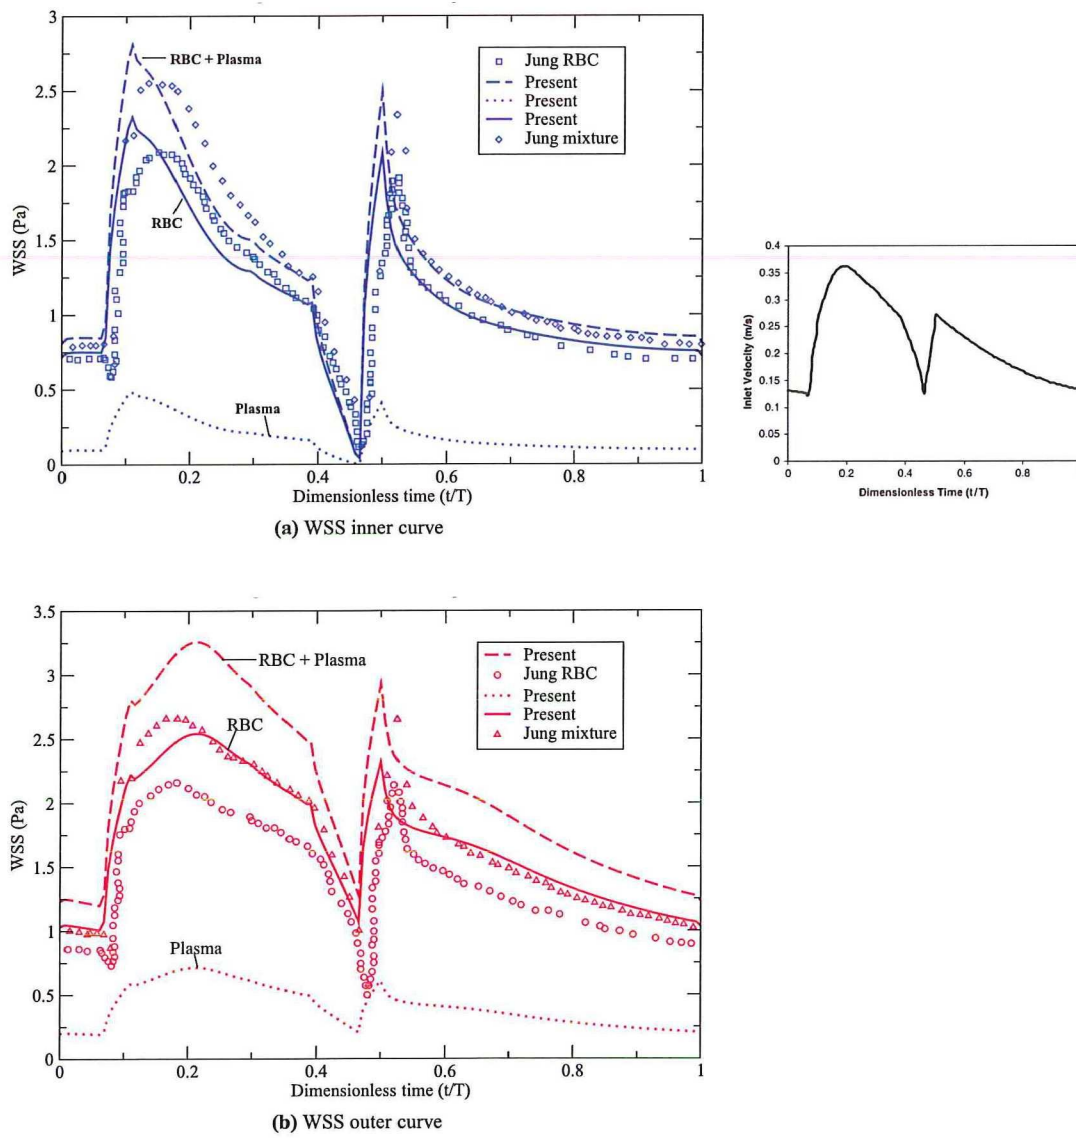 3
2.5
2
1.5
1
0.5
0
WSS (Pa)
RBC + Plasma
RBC
Plasma
Jung RBC
Present
Present
Present
Jung mixture
0 0.2 0.4 0.6 0.8 1
Dimensionless time (t/T)
(a) WSS inner curve
0.4
0.35
0.3
0.25
0.2
0.15
0.1
0.05
0
Inlet Velocity (m/s)
0 0.2 0.4 0.6 0.8
Dimensionless Time (t/T)
3.5
3
2.5
2
1.5
1
0.5
0
WSS (Pa)
RBC + Plasma
RBC
Plasma
Present
Jung RBC
Present
Present
Jung mixture
0 0.2 0.4 0.6 0.8 1
Dimensionless time (t/T)
(b) WSS outer curve